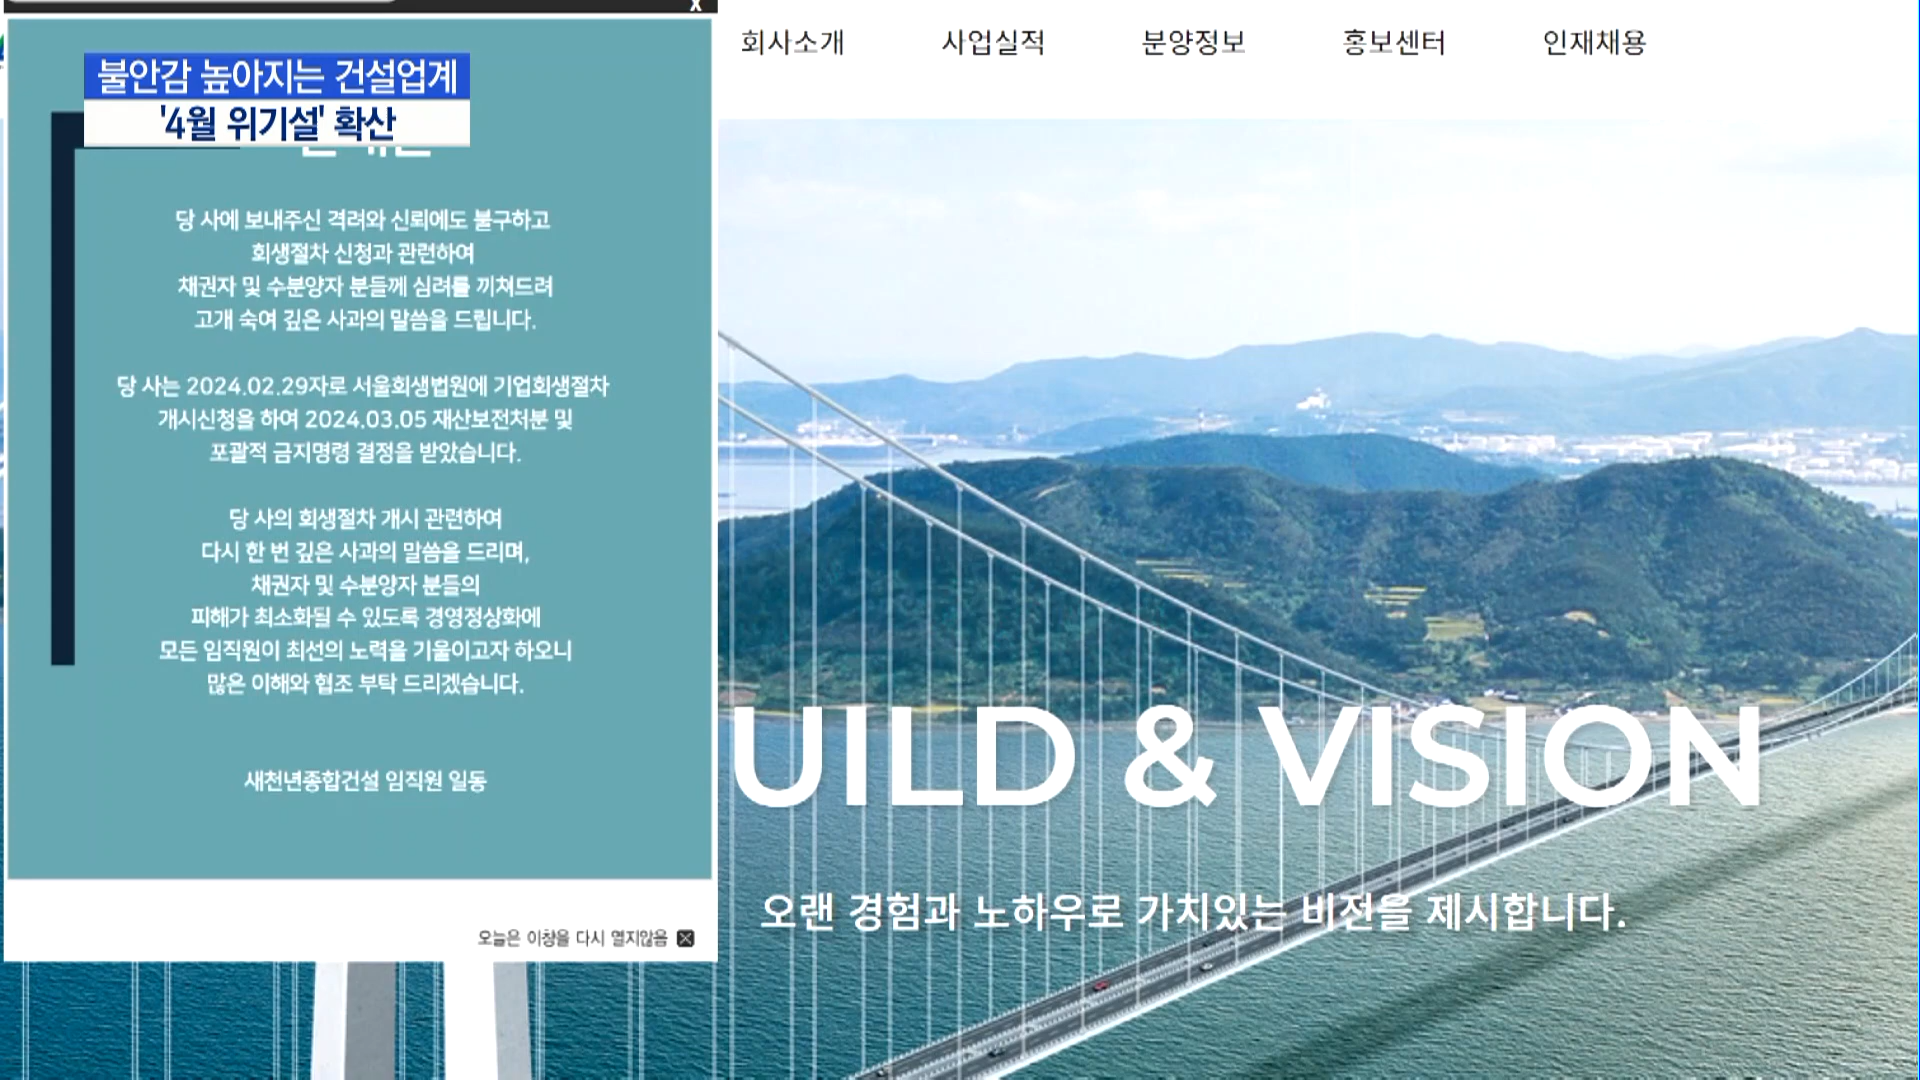 회사소개
사업실적
분양정보
홍보센터
인재채용
x
불안감 높아지는 건설업계
'4월 위기설' 확산
당 사에 보내주신 격려와 신뢰에도 불구하고
회생절차 신청과 관련하여
채권자 및 수분양자 분들께 심려를 끼쳐드려
고개 숙여 깊은 사과의 말씀을 드립니다.
당 사는 2024.02.29자로 서울회생법원에 기업회생절차
개시신청을 하여 2024.03.05 재산보전처분 및
포괄적 금지명령 결정을 받았습니다.
당 사의 회생절차 개시 관련하여
다시 한 번 깊은 사과의 말씀을 드리며,
채권자 및 수분양자 분들의
피해가 최소화될 수 있도록 경영정상화에
모든 임직원이 최선의 노력을 기울이고자 하오니
많은 이해와 협조 부탁 드리겠습니다.
새천년종합건설 임직원 일동
오늘은 이창을 다시 열지않음
UILD & VISION
오랜 경험과 노하우로 가치있는 비전을 제시합니다.